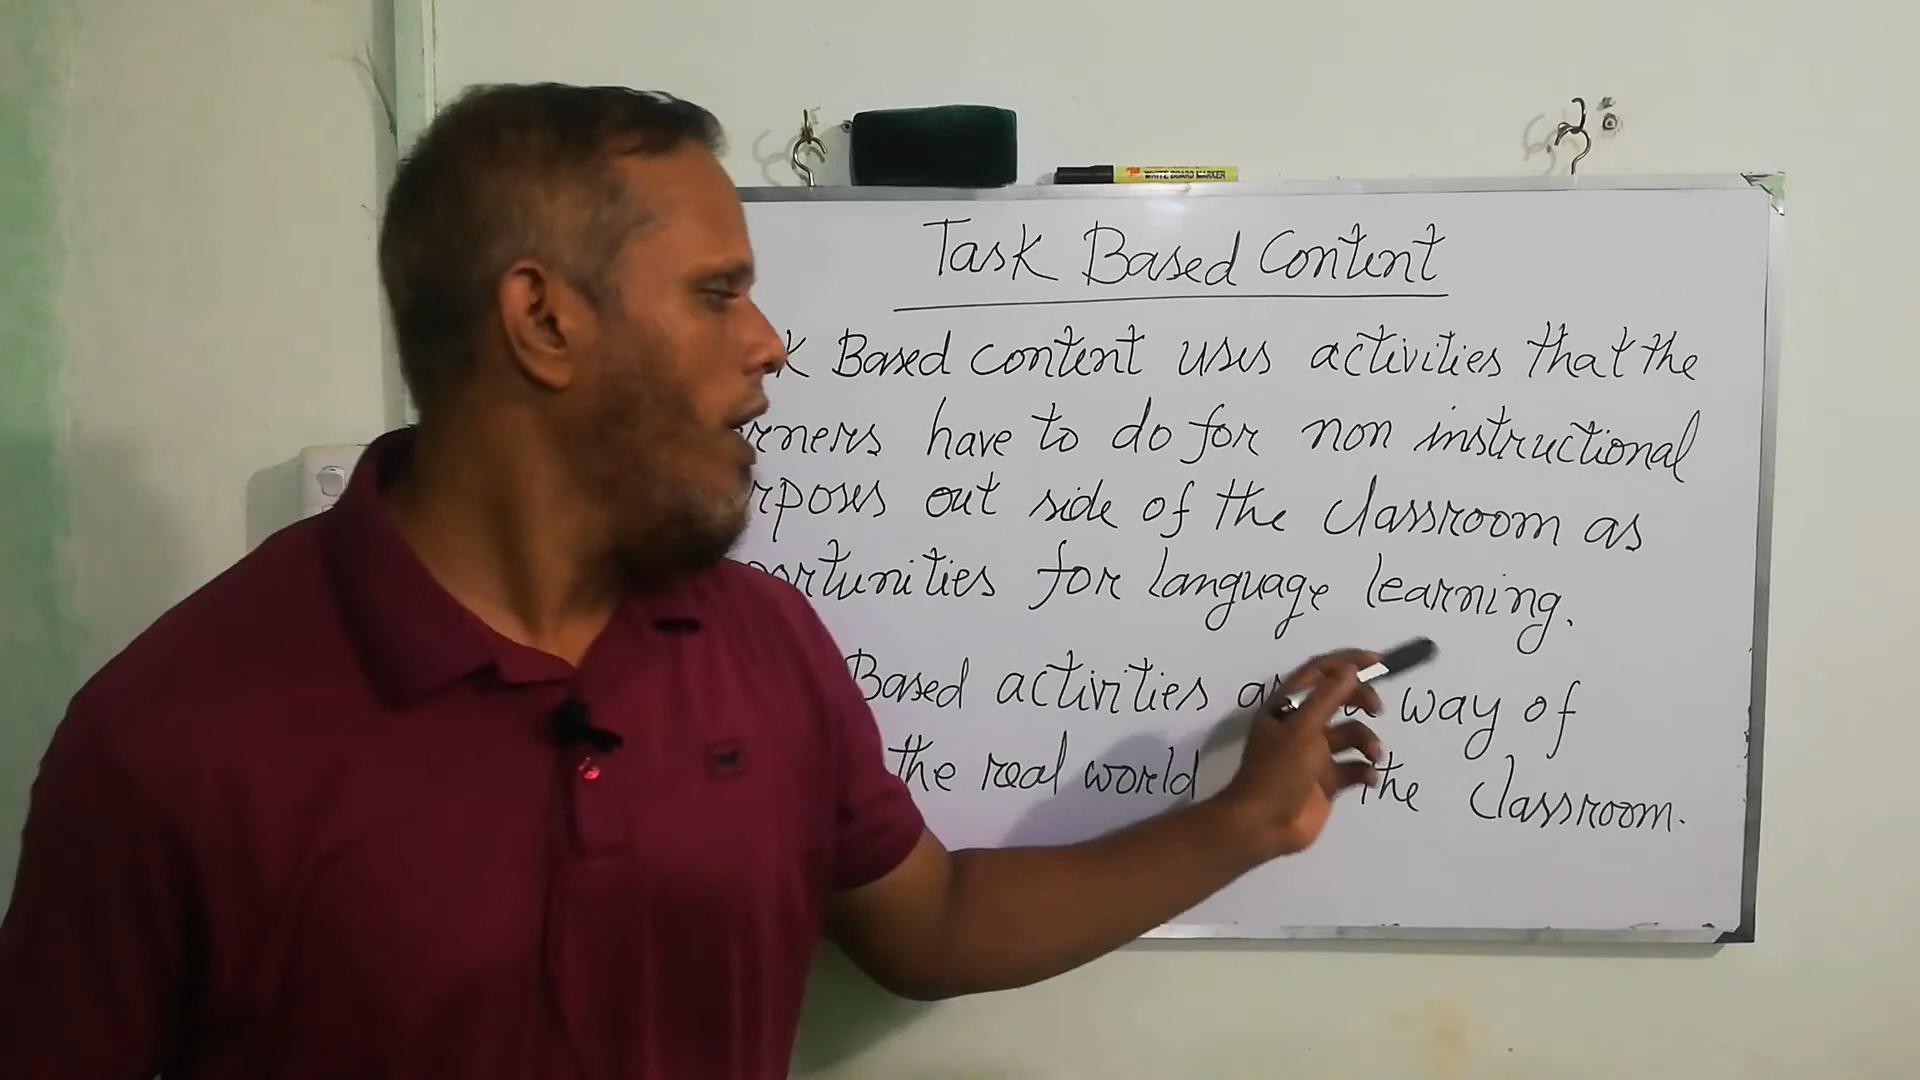 Task Based Content
k Based content uses activities that the
rners have to do for non instructional
rposes out side of the classroom as
portunities for language learning.
Based activities a way of
the real world the classroom.
WHITE BOARD MARKER